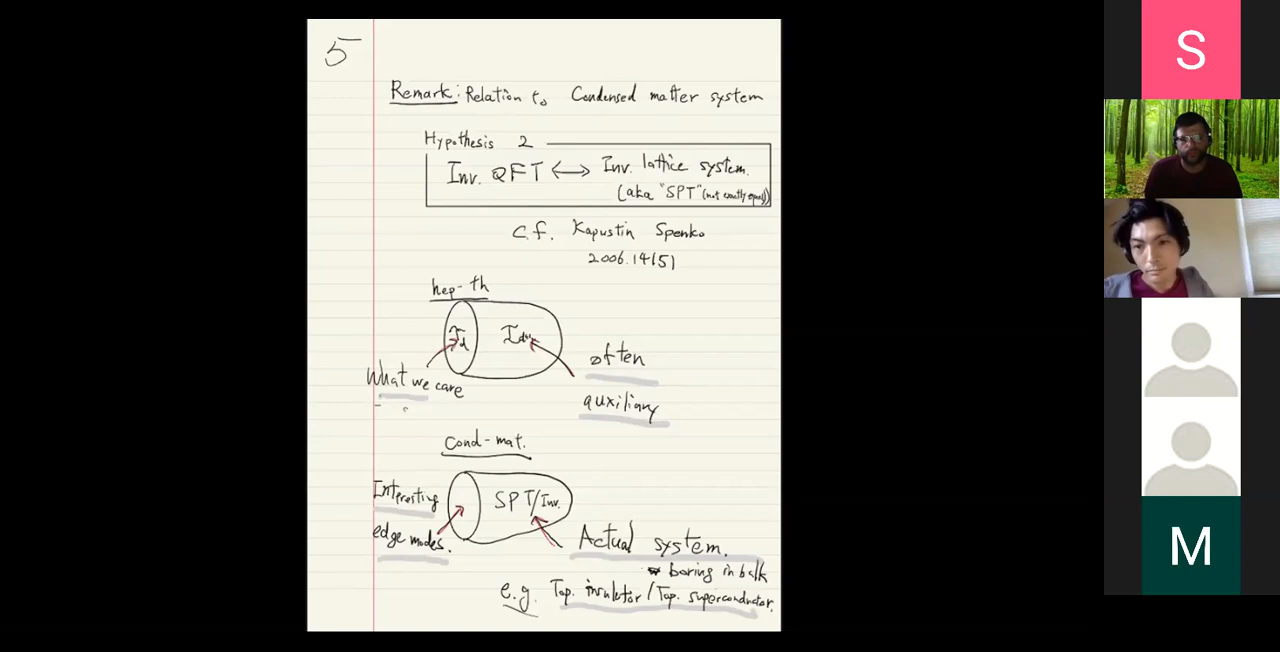 5
Remark: Relation to Condensed matter system
Hypothesis 2
Inv. QFT ↔ Inv. lattice system.
(aka "SPT" (not exactly equal))
c.f. Kapustin Spenko
2006.14151
hep-th
What we care
often
auxiliary
Cond-mat.
Interesting
edge modes.
SPT/Inv.
Actual system.
boring in bulk
e.g. Top. insulator / Top. superconductor.
S
M